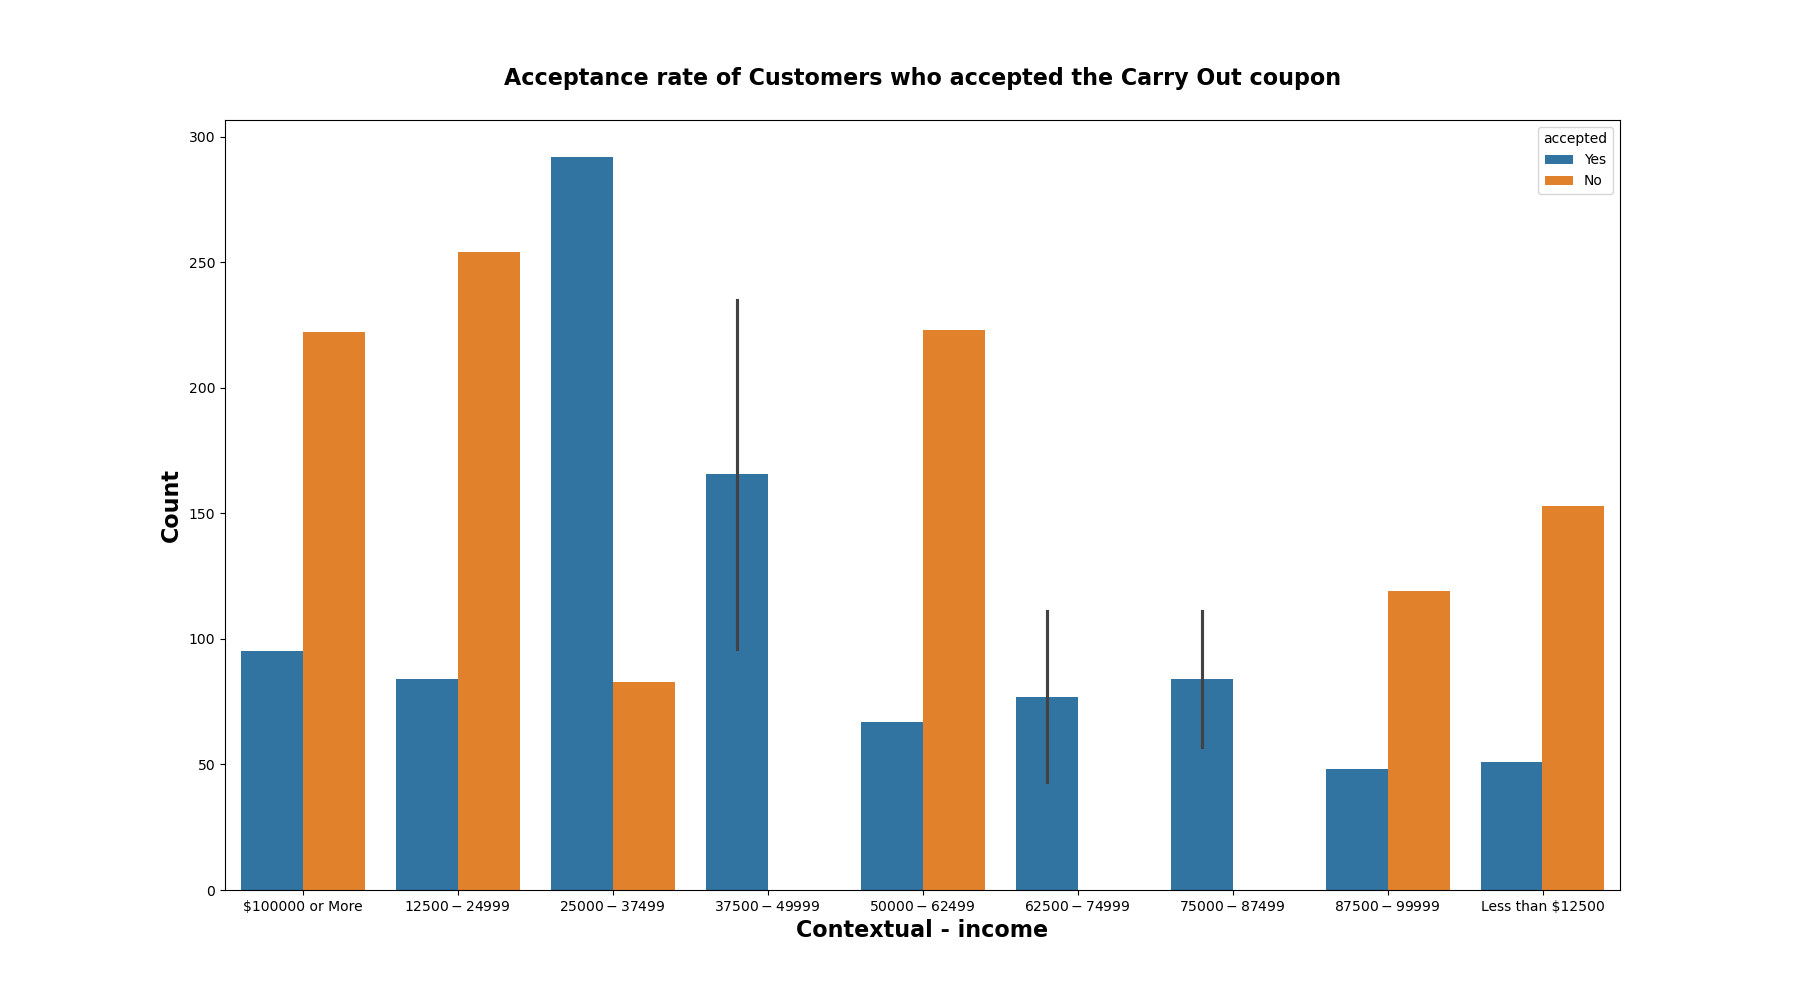 Acceptance rate of Customers who accepted the Carry Out coupon
accepted
Yes
No
300
250
200
150
100
50
0
Count
$100000 or More
12500 − 24999
25000 − 37499
37500 − 49999
50000 − 62499
62500 − 74999
75000 − 87499
87500 − 99999
Less than $12500
Contextual - income